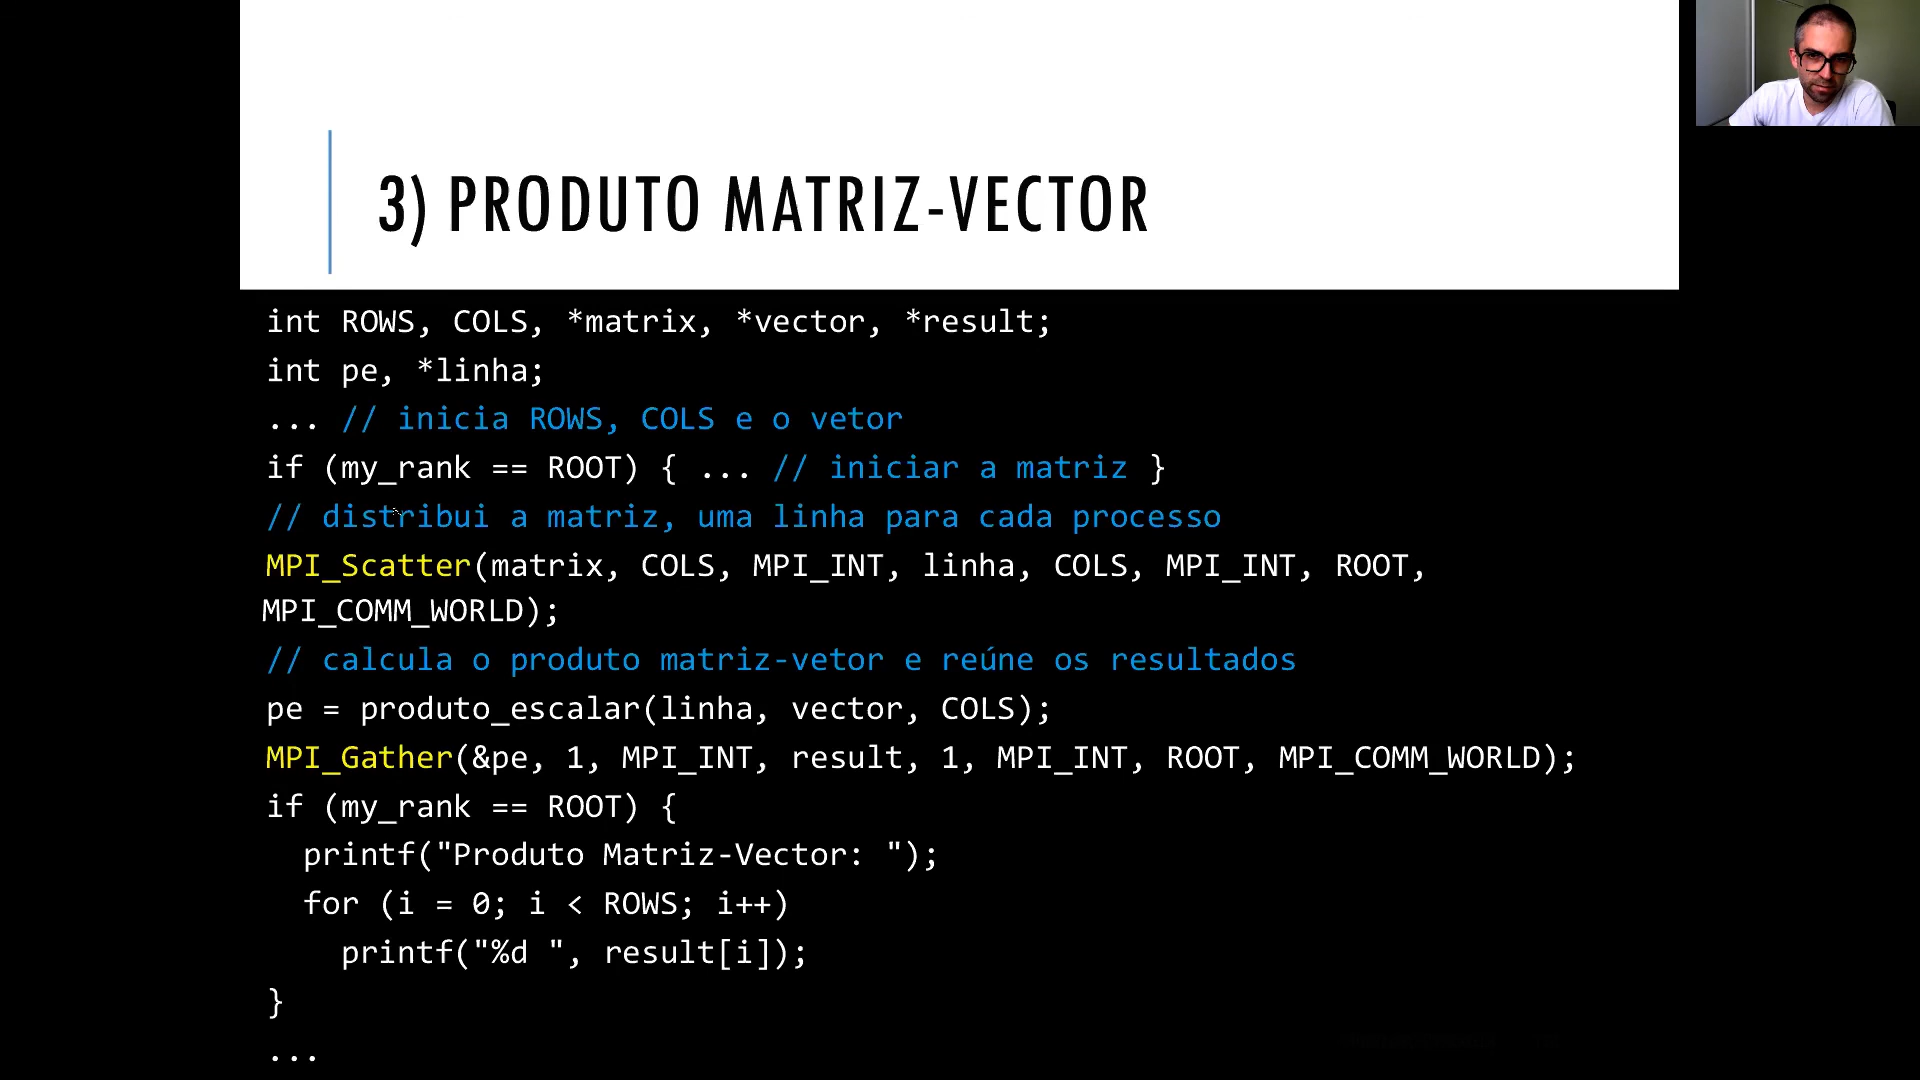 3) PRODUTO MATRIZ-VECTOR
int ROWS, COLS, *matrix, *vector, *result;
int pe, *linha;
... // inicia ROWS, COLS e o vetor
if (my_rank == ROOT) { ... // iniciar a matriz }
// distribui a matriz, uma linha para cada processo
MPI_Scatter(matrix, COLS, MPI_INT, linha, COLS, MPI_INT, ROOT,
MPI_COMM_WORLD);
// calcula o produto matriz-vetor e reúne os resultados
pe = produto_escalar(linha, vector, COLS);
MPI_Gather(&pe, 1, MPI_INT, result, 1, MPI_INT, ROOT, MPI_COMM_WORLD);
if (my_rank == ROOT) {
  printf("Produto Matriz-Vector: ");
  for (i = 0; i < ROWS; i++)
    printf("%d ", result[i]);
}
...